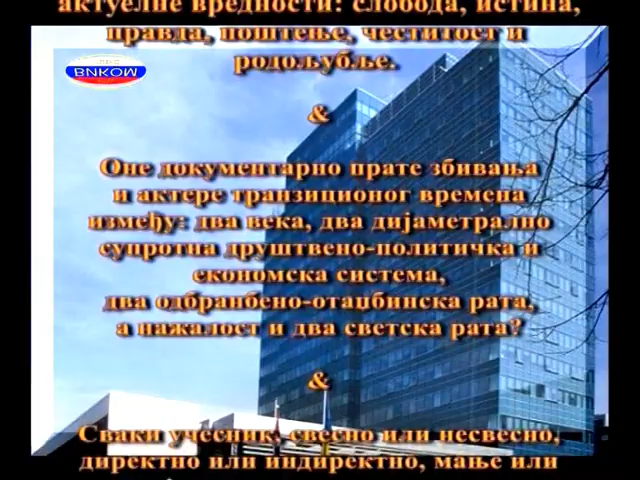 актуелне вредности: слобода, истина,
правда, поштење, честитост и
родољубље.
BNKOW
&
Оне документарно прате збивања
и актере транзиционог времена
између: два века, два дијаметрално
супротна друштвено-политичка и
економска система,
два одбранбено-отаџбинска рата,
а нажалост и два светска рата?
&
Сваки учесник, свесно или несвесно,
директно или индиректно, мање или